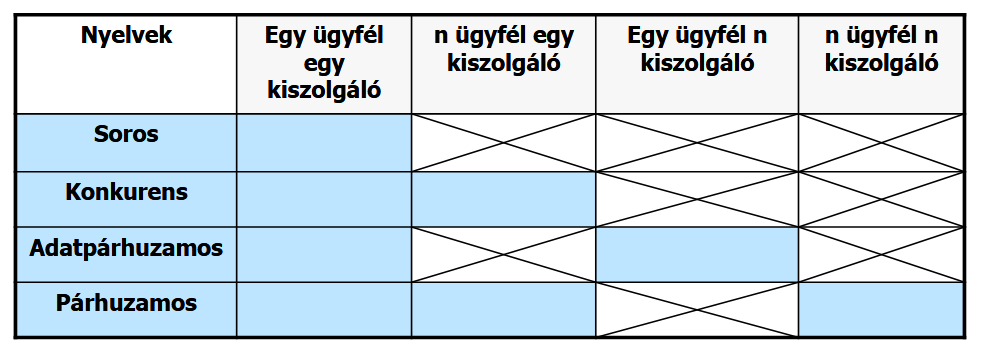 Nyelvek
Egy ügyfél
egy
kiszolgáló
n ügyfél egy
kiszolgáló
Egy ügyfél n
kiszolgáló
n ügyfél n
kiszolgáló
Soros
Konkurens
Adatpárhuzamos
Párhuzamos